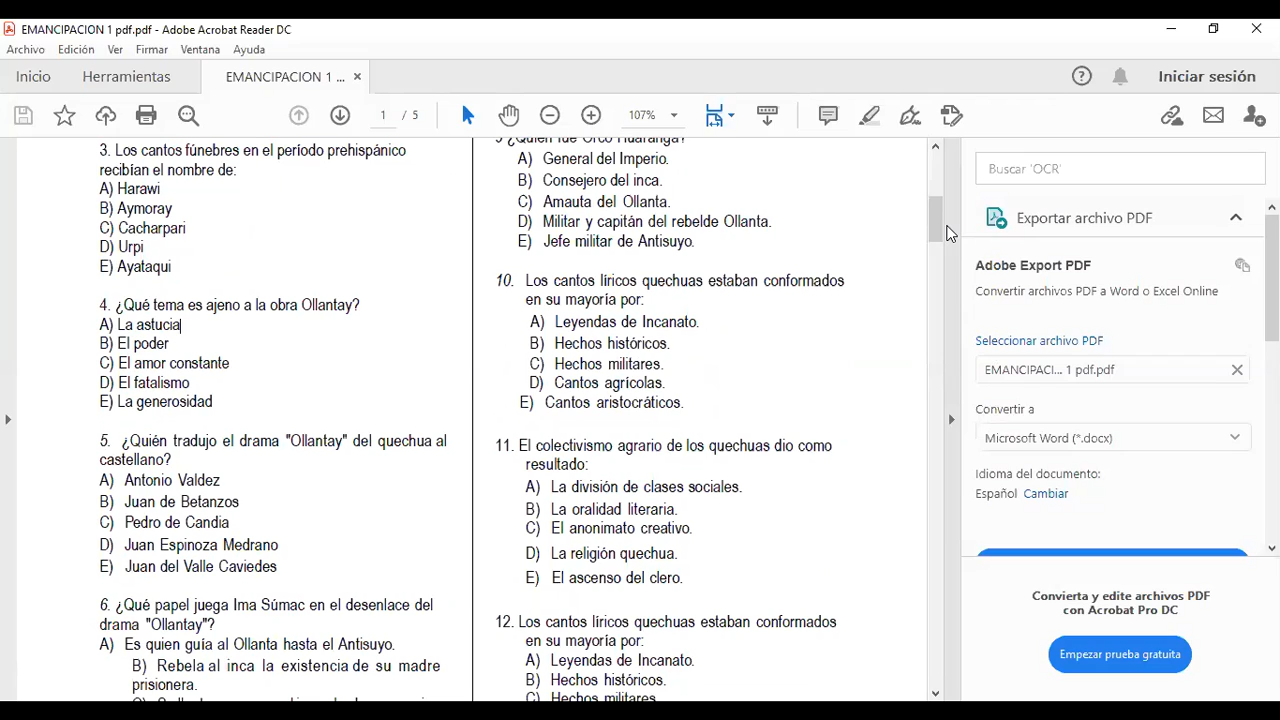 EMANCIPACION 1 pdf.pdf - Adobe Acrobat Reader DC
Archivo Edición Ver Firmar Ventana Ayuda
Inicio Herramientas EMANCIPACION 1 ... × Iniciar sesión
1 / 5 107%
3. Los cantos fúnebres en el período prehispánico
recibían el nombre de:
A) Harawi
B) Aymoray
C) Cacharpari
D) Urpi
E) Ayataqui
4. ¿Qué tema es ajeno a la obra Ollantay?
A) La astucia
B) El poder
C) El amor constante
D) El fatalismo
E) La generosidad
5. ¿Quién tradujo el drama "Ollantay" del quechua al
castellano?
A) Antonio Valdez
B) Juan de Betanzos
C) Pedro de Candia
D) Juan Espinoza Medrano
E) Juan del Valle Caviedes
6. ¿Qué papel juega Ima Súmac en el desenlace del
drama "Ollantay"?
A) Es quien guía al Ollanta hasta el Antisuyo.
B) Rebela al inca la existencia de su madre
prisionera.
9 ¿Quién fue Orco Huaranga?
A) General del Imperio.
B) Consejero del inca.
C) Amauta del Ollanta.
D) Militar y capitán del rebelde Ollanta.
E) Jefe militar de Antisuyo.
10. Los cantos líricos quechuas estaban conformados
en su mayoría por:
A) Leyendas de Incanato.
B) Hechos históricos.
C) Hechos militares.
D) Cantos agrícolas.
E) Cantos aristocráticos.
11. El colectivismo agrario de los quechuas dio como
resultado:
A) La división de clases sociales.
B) La oralidad literaria.
C) El anonimato creativo.
D) La religión quechua.
E) El ascenso del clero.
12. Los cantos líricos quechuas estaban conformados
en su mayoría por:
A) Leyendas de Incanato.
B) Hechos históricos.
C) Hechos militares.
Buscar 'OCR'
Exportar archivo PDF
Adobe Export PDF
Convertir archivos PDF a Word o Excel Online
Seleccionar archivo PDF
EMANCIPACI... 1 pdf.pdf
Convertir a
Microsoft Word (*.docx)
Idioma del documento:
Español Cambiar
Convierta y edite archivos PDF
con Acrobat Pro DC
Empezar prueba gratuita